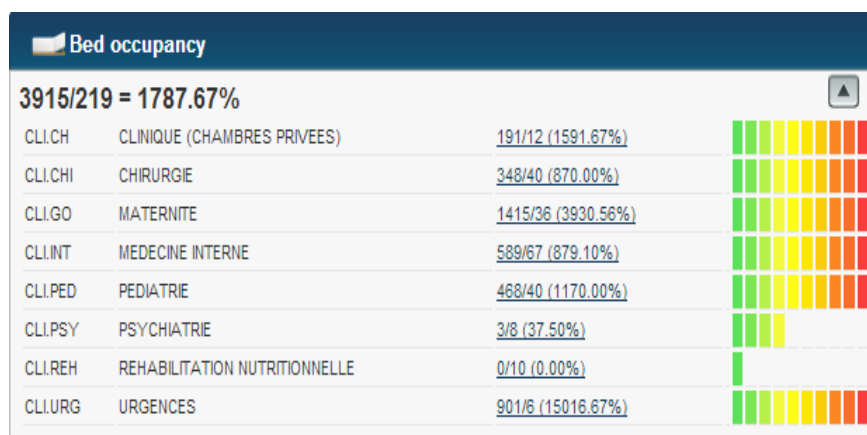 Bed occupancy
3915/219 = 1787.67%
CLI.CH CLINIQUE (CHAMBRES PRIVEES) 191/12 (1591.67%)
CLI.CHI CHIRURGIE 348/40 (870.00%)
CLI.GO MATERNITE 1415/36 (3930.56%)
CLI.INT MEDECINE INTERNE 589/67 (879.10%)
CLI.PED PEDIATRIE 468/40 (1170.00%)
CLI.PSY PSYCHIATRIE 3/8 (37.50%)
CLI.REH REHABILITATION NUTRITIONNELLE 0/10 (0.00%)
CLI.URG URGENCES 901/6 (15016.67%)